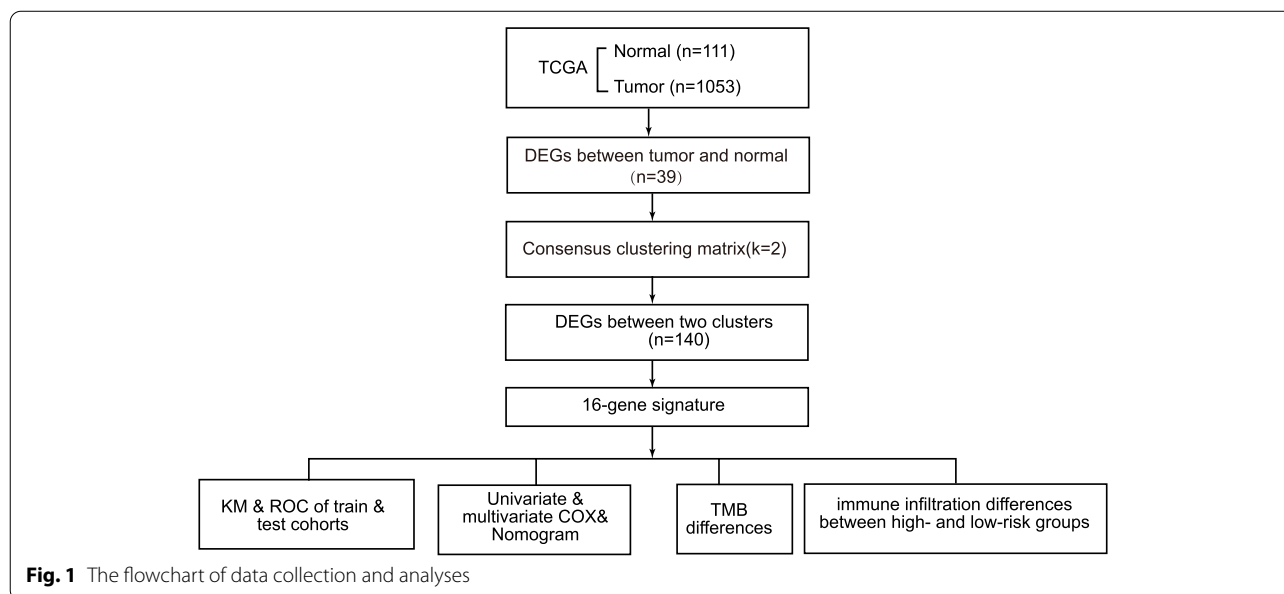 TCGA
Normal (n=111)
Tumor (n=1053)
DEGs between tumor and normal
(n=39)
Consensus clustering matrix(k=2)
DEGs between two clusters
(n=140)
16-gene signature
KM & ROC of train &
test cohorts
Univariate &
multivariate COX&
Nomogram
TMB
differences
immune infiltration differences
between high- and low-risk groups
Fig. 1 The flowchart of data collection and analyses